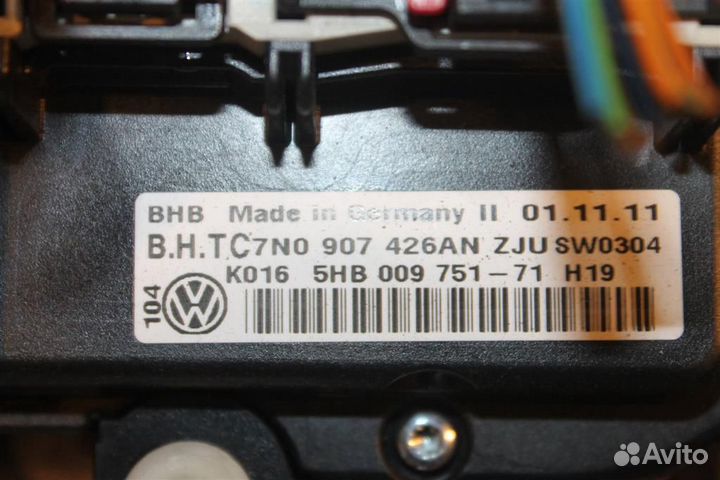 BHB Made in Germany II 01.11.11
B.H.T.C 7N0 907 426AN ZJU SW0304
K016 5HB 009 751-71 H19
104
Avito